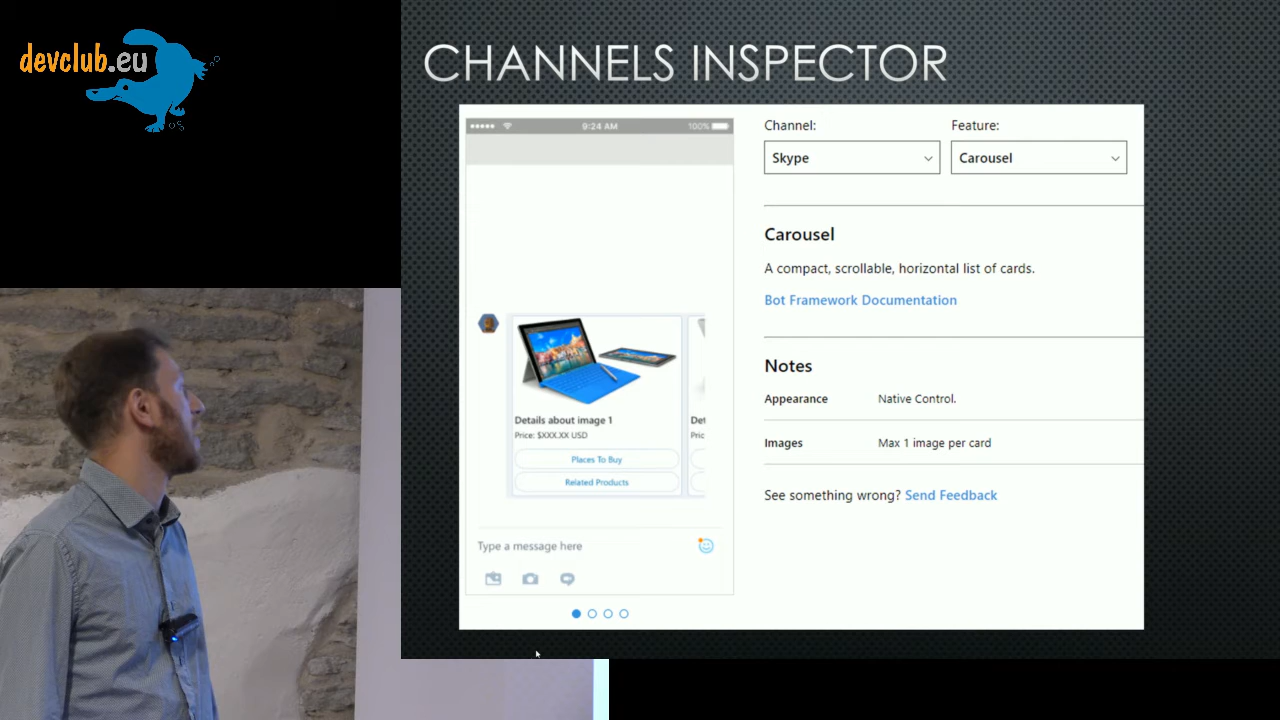 devclub.eu
CHANNELS INSPECTOR
9:24 AM
100%
Channel:
Feature:
Skype
Carousel
Carousel
A compact, scrollable, horizontal list of cards.
Bot Framework Documentation
Notes
Appearance
Native Control.
Images
Max 1 image per card
See something wrong? Send Feedback
Details about image 1
Price: $XXX.XX USD
Places To Buy
Related Products
Det
Pric
Type a message here